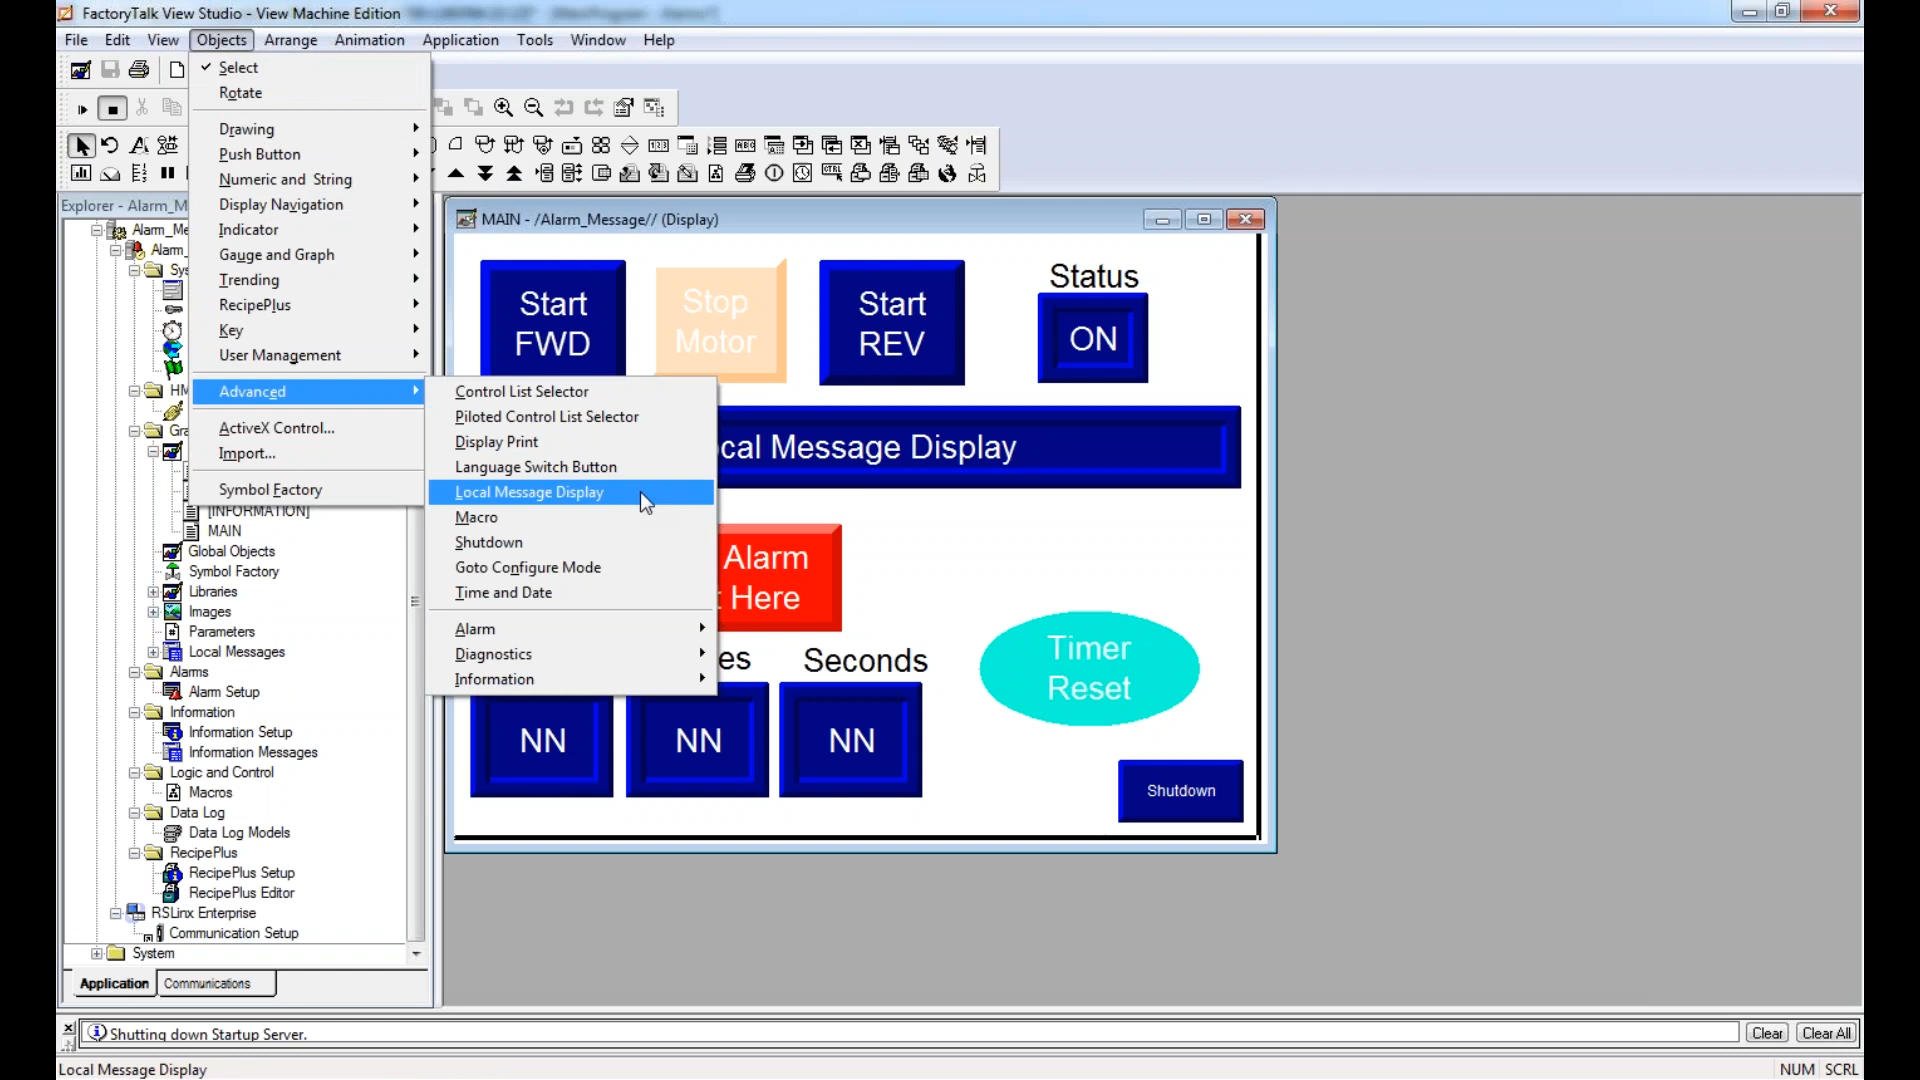 FactoryTalk View Studio - View Machine Edition
File Edit View Objects Arrange Animation Application Tools Window Help
Select
Rotate
Drawing
Push Button
Numeric and String
Display Navigation
Indicator
Gauge and Graph
Trending
RecipePlus
Key
User Management
Advanced
ActiveX Control...
Import...
Symbol Factory
Control List Selector
Piloted Control List Selector
Display Print
Language Switch Button
Local Message Display
Macro
Shutdown
Goto Configure Mode
Time and Date
Alarm
Diagnostics
Information
Explorer - Alarm_M
Alarm_Me
Alarm_
Sys
HM
Gra
[INFORMATION]
MAIN
Global Objects
Symbol Factory
Libraries
Images
Parameters
Local Messages
Alarms
Alarm Setup
Information
Information Setup
Information Messages
Logic and Control
Macros
Data Log
Data Log Models
RecipePlus
RecipePlus Setup
RecipePlus Editor
RSLinx Enterprise
Communication Setup
System
Application Communications
MAIN - /Alarm_Message// (Display)
Start
FWD
Stop
Motor
Start
REV
Status
ON
cal Message Display
Alarm
Here
es Seconds
NN NN NN
Timer
Reset
Shutdown
Shutting down Startup Server.
Clear Clear All
Local Message Display
NUM SCRL